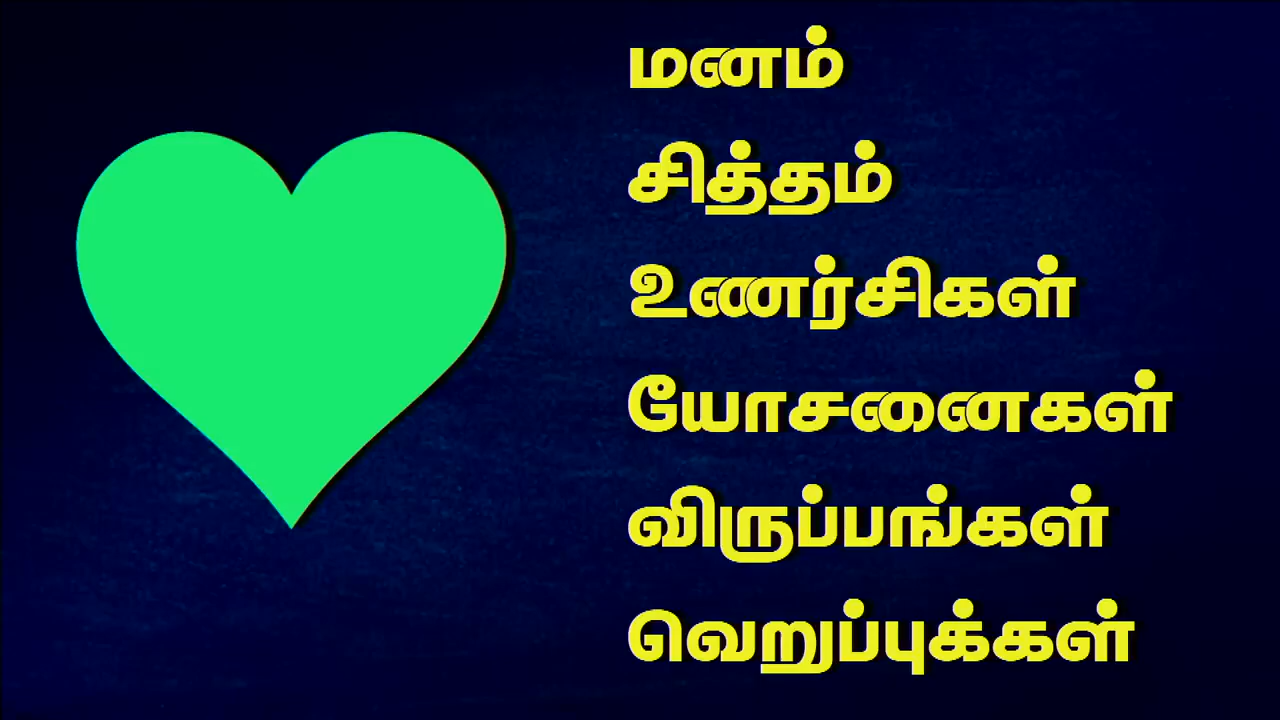 மனம்
சித்தம்
உணர்சிகள்
யோசனைகள்
விருப்பங்கள்
வெறுப்புக்கள்